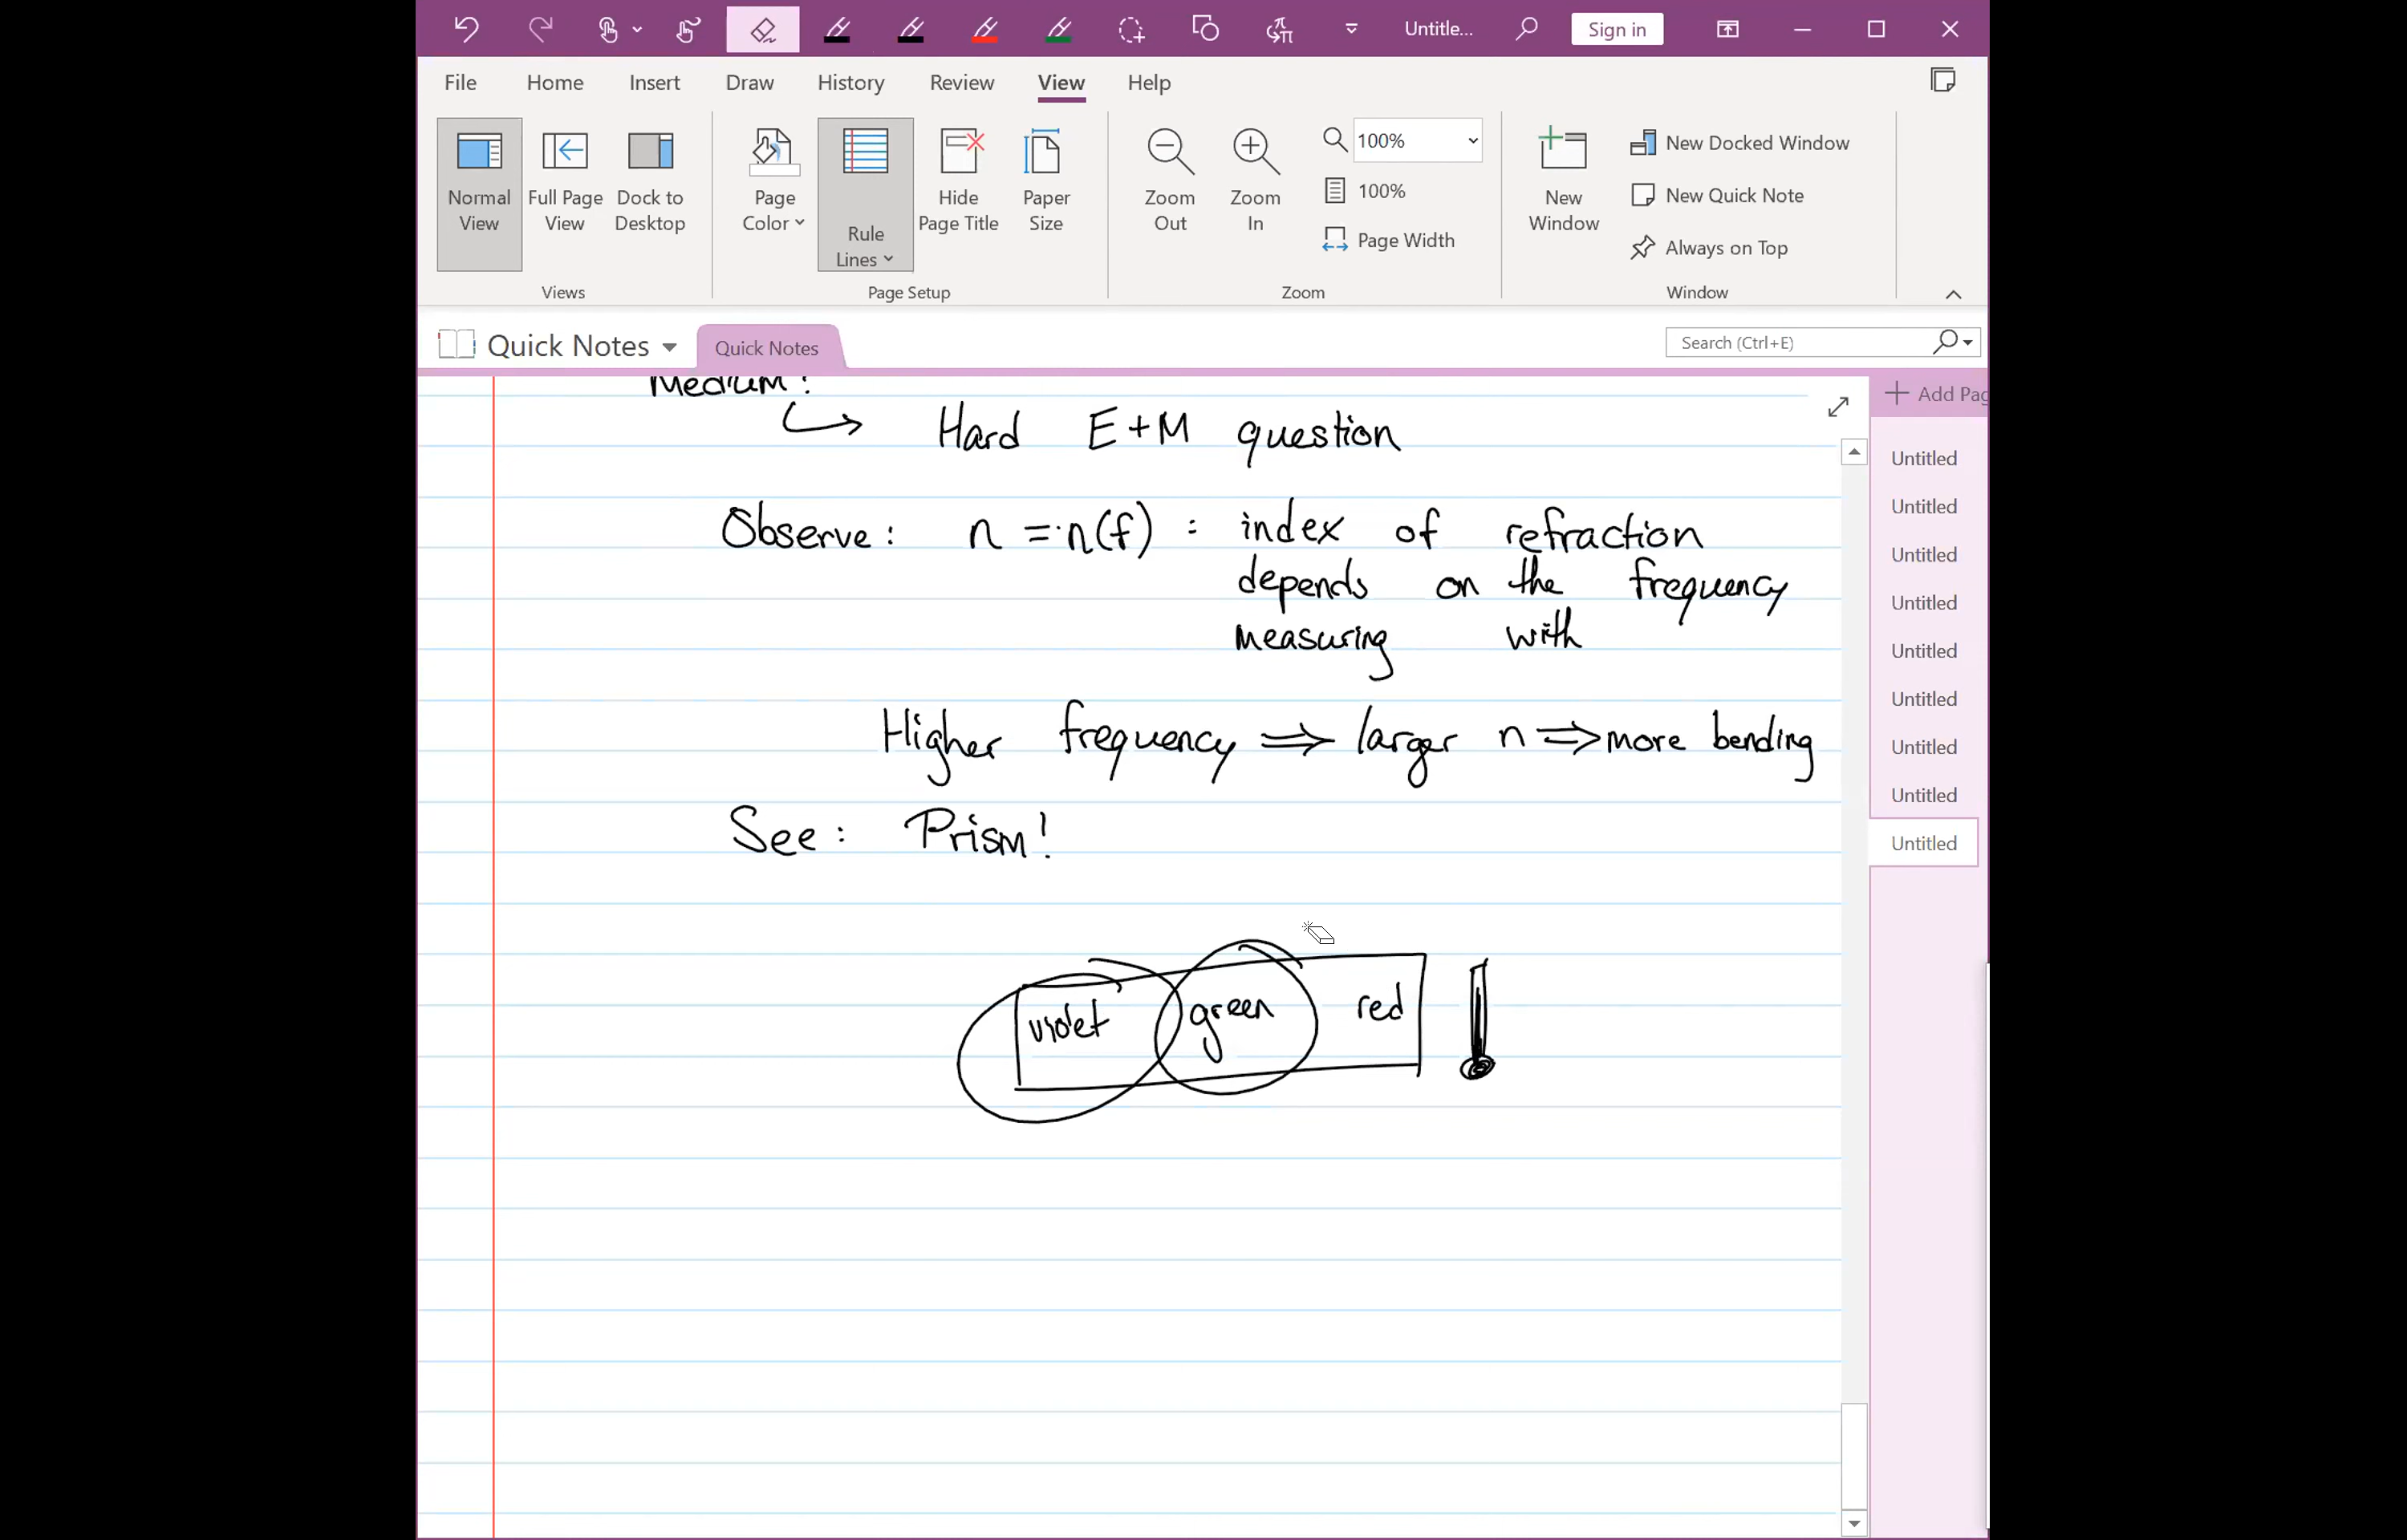 Untitle...
Sign in
File Home Insert Draw History Review View Help
Normal View
Full Page View
Dock to Desktop
Views
Page Color
Rule Lines
Hide Page Title
Paper Size
Page Setup
Zoom Out
Zoom In
100%
100%
Page Width
Zoom
New Window
New Docked Window
New Quick Note
Always on Top
Window
Quick Notes
Quick Notes
Search (Ctrl+E)
Medium?
Hard E+M question
Observe: n = n(f) : index of refraction
depends on the frequency
measuring with
Higher frequency ⇒ larger n ⇒ more bending
See: Prism!
violet green red
Add Pag
Untitled
Untitled
Untitled
Untitled
Untitled
Untitled
Untitled
Untitled
Untitled